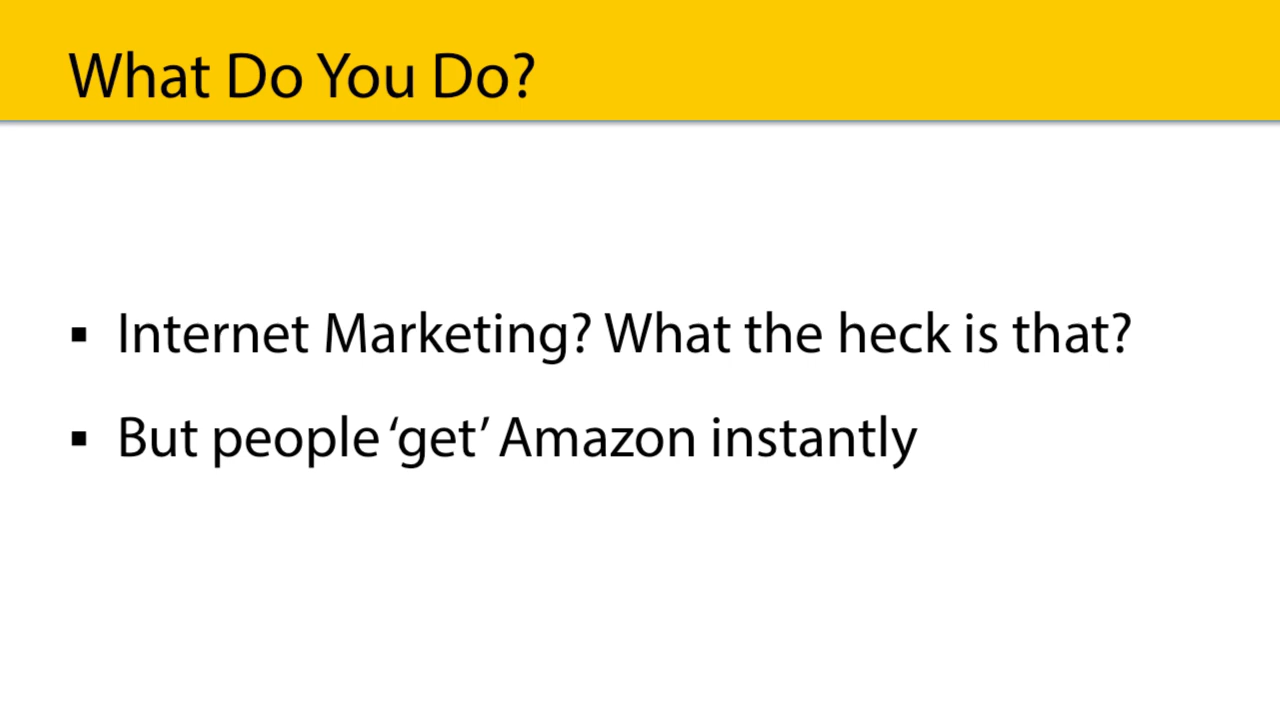 What Do You Do?
▪ Internet Marketing? What the heck is that?
▪ But people ‘get’ Amazon instantly